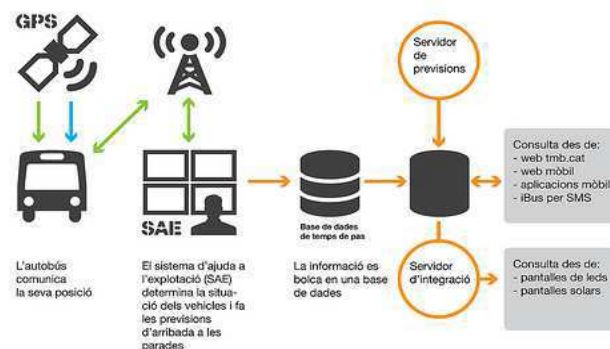 GPS
Servidor
de
previsions
Consulta des de:
- web tmb.cat
- web mòbil
- aplicacions mòbil
- iBus per SMS
SAE
Base de dades
de temps de pas
L'autobús
comunica
la seva posició
El sistema d'ajuda a
l'explotació (SAE)
determina la situa-
ció dels vehicles i fa
les previsions
d'arribada a les
parades
La informació es
bolca en una base
de dades
Servidor
d'integració
Consulta des de:
- pantalles de leds
- pantalles solars